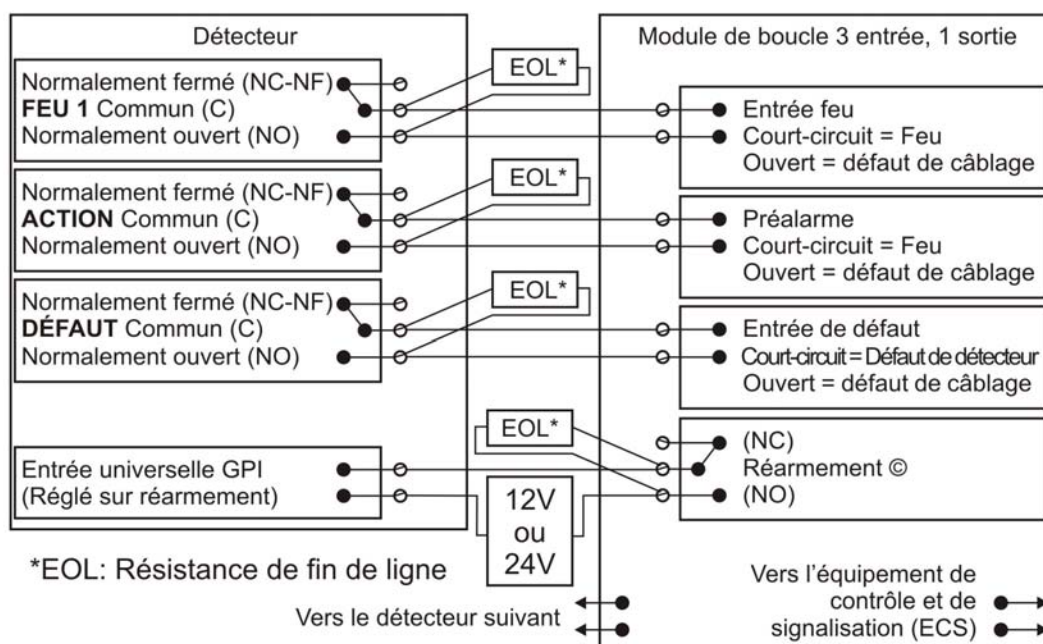 Détecteur
Normalement fermé (NC-NF)
FEU 1 Commun (C)
Normalement ouvert (NO)
EOL*
Normalement fermé (NC-NF)
ACTION Commun (C)
Normalement ouvert (NO)
EOL*
Normalement fermé (NC-NF)
DÉFAUT Commun (C)
Normalement ouvert (NO)
EOL*
Entrée universelle GPI
(Réglé sur réarmement)
EOL*
12V
ou
24V
Module de boucle 3 entrée, 1 sortie
Entrée feu
Court-circuit = Feu
Ouvert = défaut de câblage
Préalarme
Court-circuit = Feu
Ouvert = défaut de câblage
Entrée de défaut
Court-circuit = Défaut de détecteur
Ouvert = défaut de câblage
(NC)
Réarmement ©
(NO)
*EOL: Résistance de fin de ligne
Vers le détecteur suivant
Vers l'équipement de
contrôle et de
signalisation (ECS)